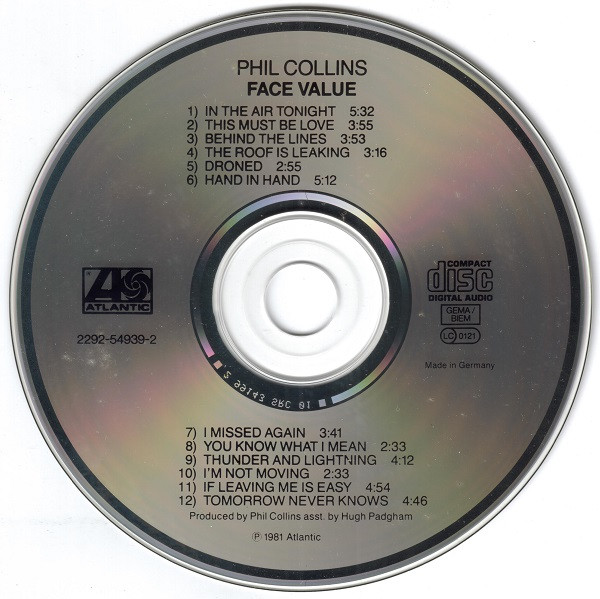 PHIL COLLINS
FACE VALUE
1) IN THE AIR TONIGHT 5:32
2) THIS MUST BE LOVE 3:55
3) BEHIND THE LINES 3:53
4) THE ROOF IS LEAKING 3:16
5) DRONED 2:55
6) HAND IN HAND 5:12
ATLANTIC
2292-54939-2
COMPACT
disc
DIGITAL AUDIO
GEMA/
BIEM
LC 0121
Made in Germany
2 99143 SRC 01
7) I MISSED AGAIN 3:41
8) YOU KNOW WHAT I MEAN 2:33
9) THUNDER AND LIGHTNING 4:12
10) I'M NOT MOVING 2:33
11) IF LEAVING ME IS EASY 4:54
12) TOMORROW NEVER KNOWS 4:46
Produced by Phil Collins asst. by Hugh Padgham
℗ 1981 Atlantic